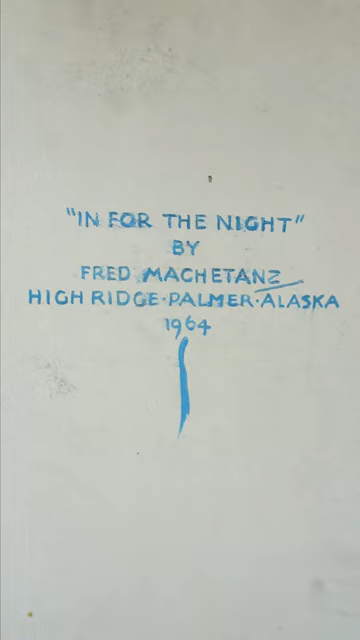 "IN FOR THE NIGHT"
BY
FRED MACHETANZ
HIGH RIDGE·PALMER·ALASKA
1964